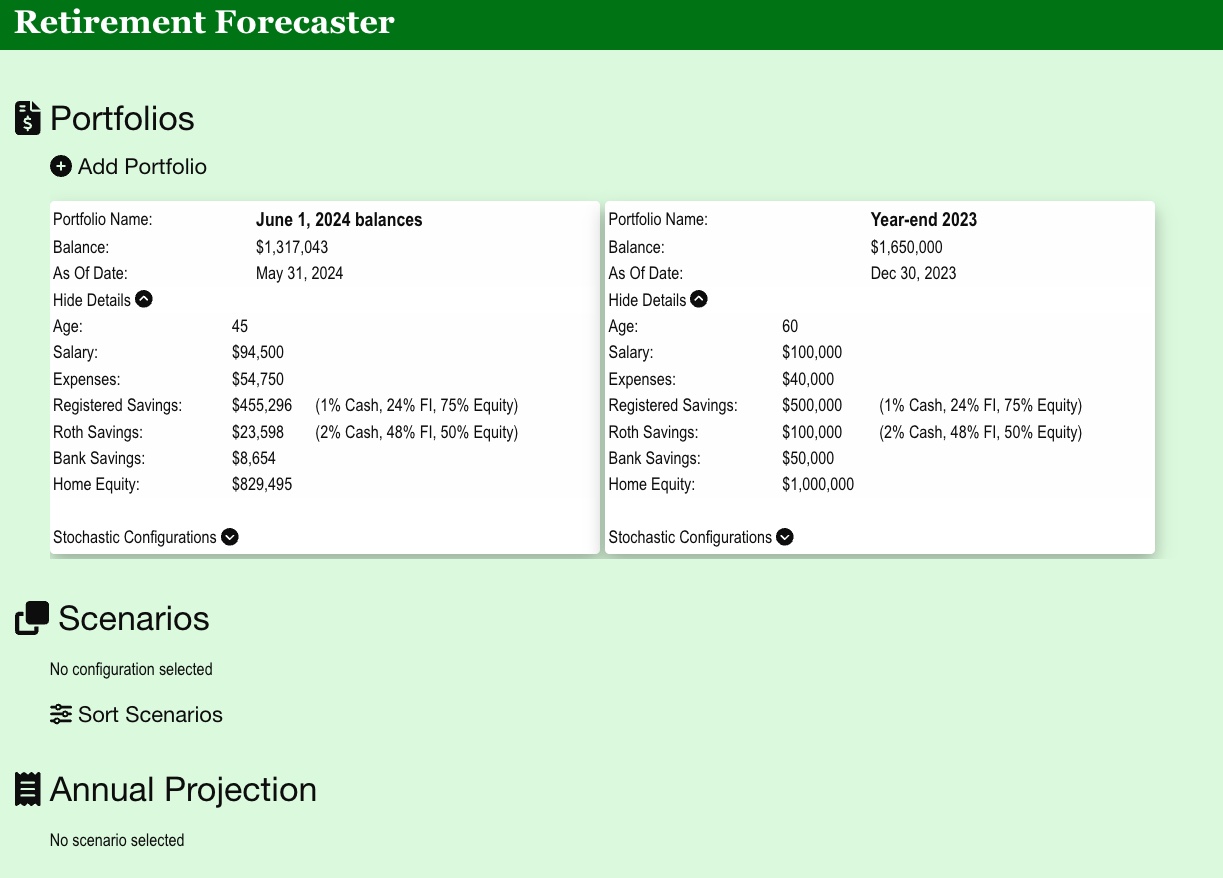 Retirement Forecaster
Portfolios
Add Portfolio
Portfolio Name: June 1, 2024 balances
Balance: $1,317,043
As Of Date: May 31, 2024
Hide Details
Age: 45
Salary: $94,500
Expenses: $54,750
Registered Savings: $455,296 (1% Cash, 24% FI, 75% Equity)
Roth Savings: $23,598 (2% Cash, 48% FI, 50% Equity)
Bank Savings: $8,654
Home Equity: $829,495
Stochastic Configurations
Portfolio Name: Year-end 2023
Balance: $1,650,000
As Of Date: Dec 30, 2023
Hide Details
Age: 60
Salary: $100,000
Expenses: $40,000
Registered Savings: $500,000 (1% Cash, 24% FI, 75% Equity)
Roth Savings: $100,000 (2% Cash, 48% FI, 50% Equity)
Bank Savings: $50,000
Home Equity: $1,000,000
Stochastic Configurations
Scenarios
No configuration selected
Sort Scenarios
Annual Projection
No scenario selected